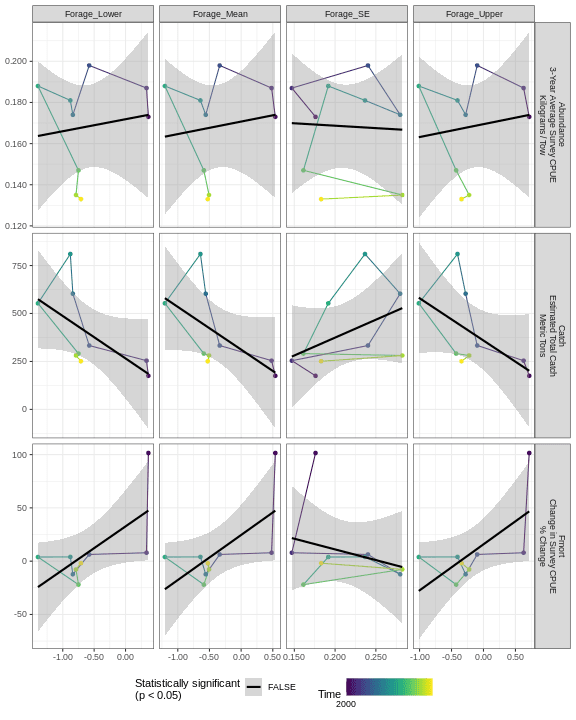 Forage_Lower
Forage_Mean
Forage_SE
Forage_Upper
0.200
0.180
0.160
0.140
0.120
Abundance
3-Year Average Survey CPUE
Kilograms / Tow
750
500
250
0
Catch
Estimated Total Catch
Metric Tons
100
50
0
-50
Fmort
Change in Survey CPUE
% Change
-1.00 -0.50 0.00
-1.00 -0.50 0.00 0.50
0.150 0.200 0.250
-1.00 -0.50 0.00 0.50
Statistically significant
(p < 0.05)
FALSE
Time
2000